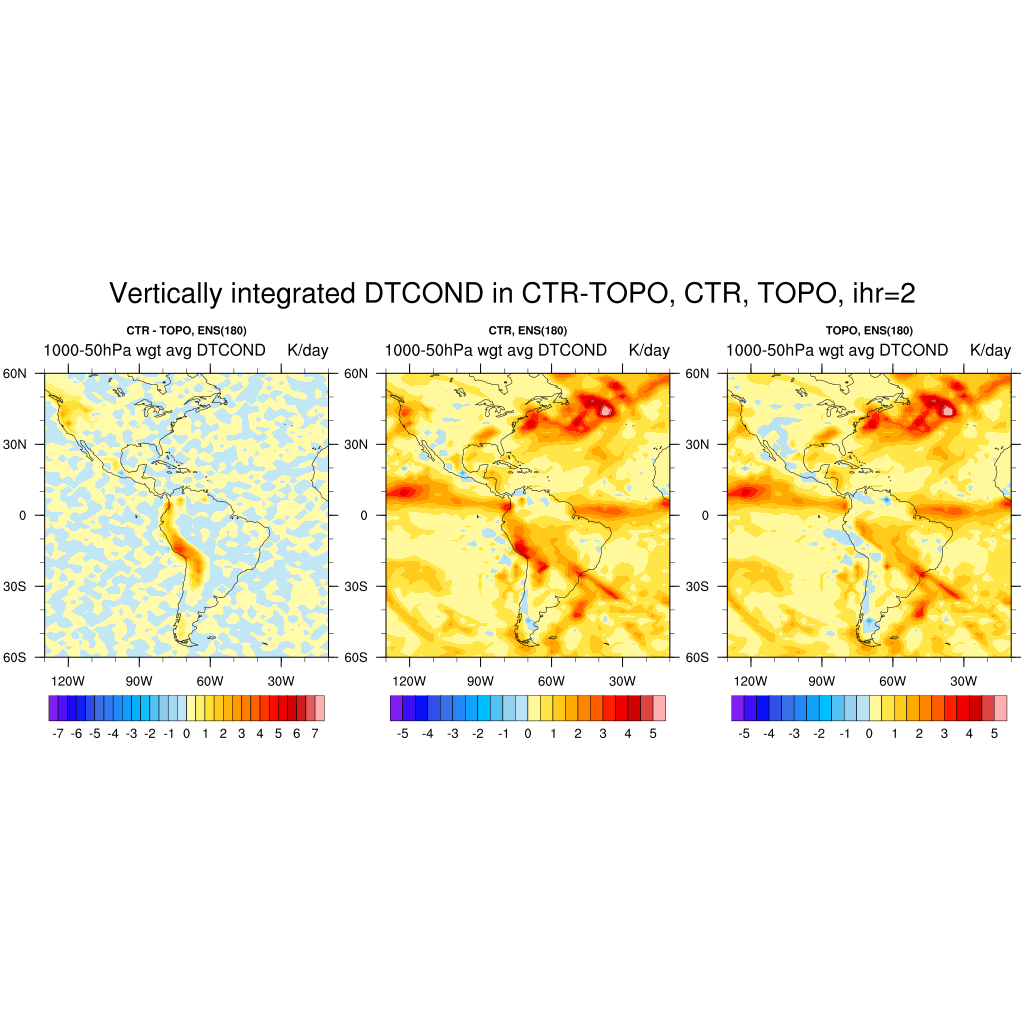 Vertically integrated DTCOND in CTR-TOPO, CTR, TOPO, ihr=2
CTR - TOPO, ENS(180)
1000-50hPa wgt avg DTCOND K/day
60N
30N
0
30S
60S
120W 90W 60W 30W
-7 -6 -5 -4 -3 -2 -1 0 1 2 3 4 5 6 7
CTR, ENS(180)
1000-50hPa wgt avg DTCOND K/day
60N
30N
0
30S
60S
120W 90W 60W 30W
-5 -4 -3 -2 -1 0 1 2 3 4 5
TOPO, ENS(180)
1000-50hPa wgt avg DTCOND K/day
60N
30N
0
30S
60S
120W 90W 60W 30W
-5 -4 -3 -2 -1 0 1 2 3 4 5